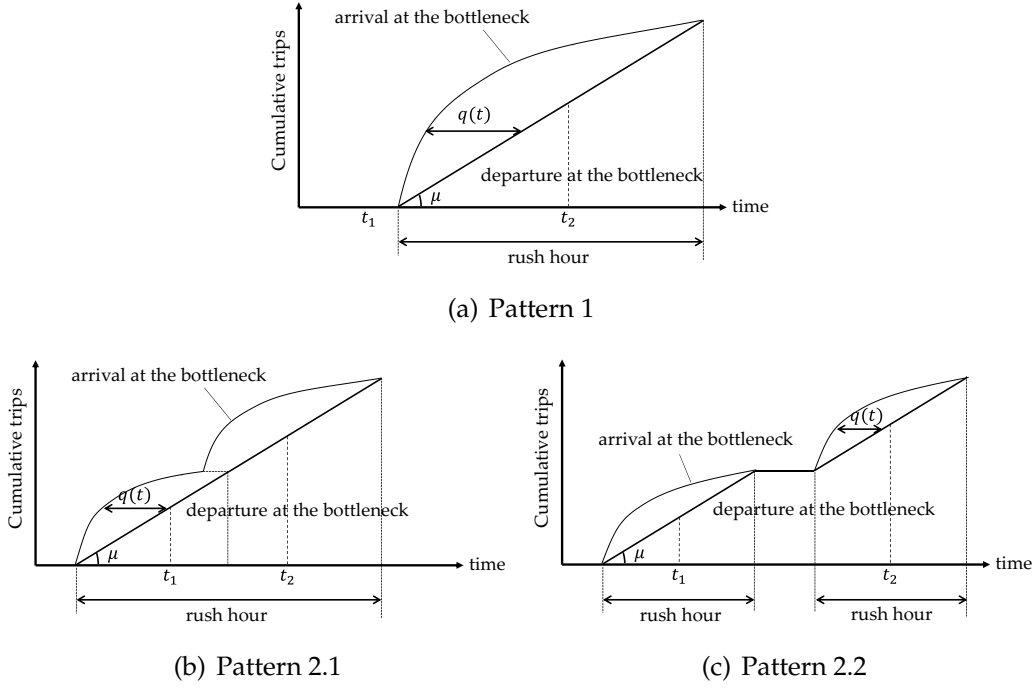 arrival at the bottleneck
Cumulative trips
q(t)
departure at the bottleneck
μ
t₁
t₂
time
rush hour
(a) Pattern 1
arrival at the bottleneck
Cumulative trips
q(t)
departure at the bottleneck
μ
t₁
t₂
time
rush hour
(b) Pattern 2.1
Cumulative trips
arrival at the bottleneck
q(t)
departure at the bottleneck
μ
t₁
t₂
time
rush hour
rush hour
(c) Pattern 2.2